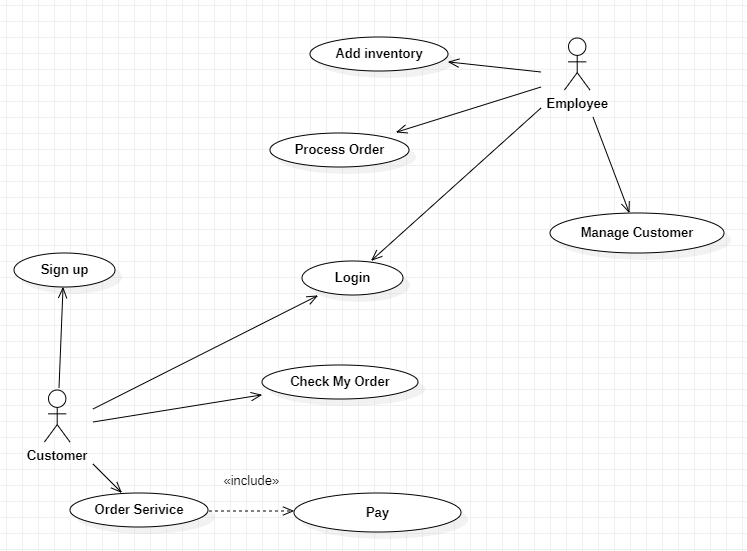 Add inventory
Employee
Process Order
Manage Customer
Sign up
Login
Check My Order
Customer
«include»
Order Serivice
Pay